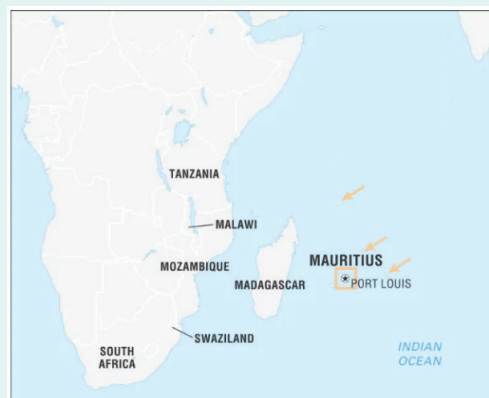 TANZANIA
MALAWI
MAURITIUS
MOZAMBIQUE
MADAGASCAR
PORT LOUIS
SWAZILAND
SOUTH
AFRICA
INDIAN
OCEAN